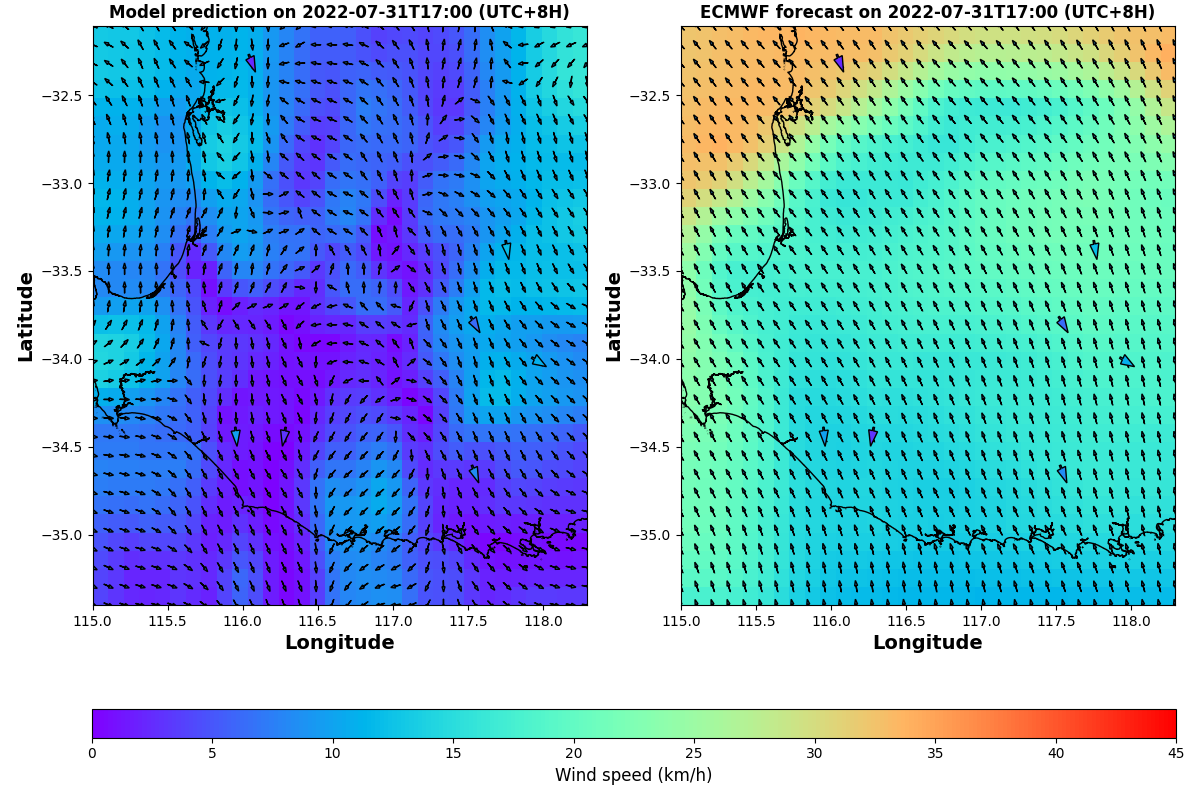 Model prediction on 2022-07-31T17:00 (UTC+8H)
ECMWF forecast on 2022-07-31T17:00 (UTC+8H)
Latitude
−32.5
−33.0
−33.5
−34.0
−34.5
−35.0
115.0 115.5 116.0 116.5 117.0 117.5 118.0
Longitude
Latitude
−32.5
−33.0
−33.5
−34.0
−34.5
−35.0
115.0 115.5 116.0 116.5 117.0 117.5 118.0
Longitude
0 5 10 15 20 25 30 35 40 45
Wind speed (km/h)